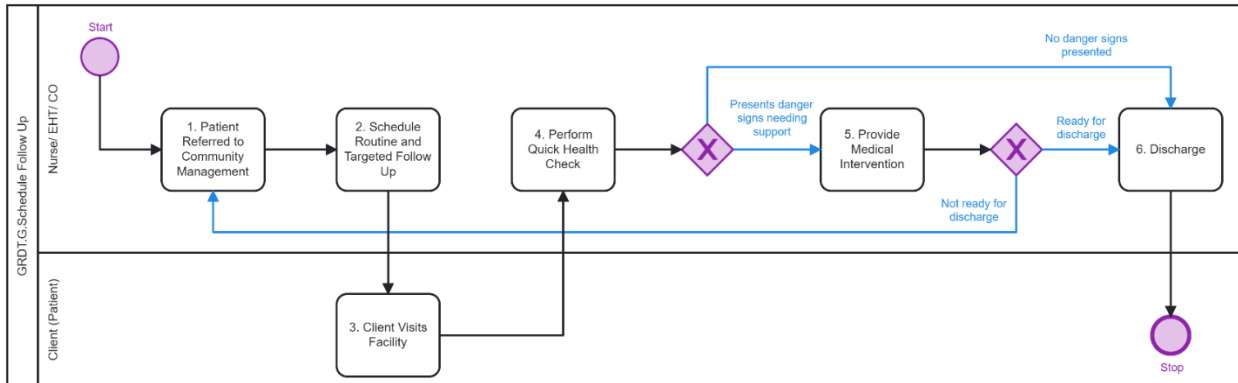 GRDT.G.Schedule Follow Up
Nurse/ EHT/ CO
Start
1. Patient
Referred to
Community
Management
2. Schedule
Routine and
Targeted Follow
Up
4. Perform
Quick Health
Check
X
No danger signs
presented
Presents danger
signs needing
support
5. Provide
Medical
Intervention
X
Ready for
discharge
Not ready for
discharge
6. Discharge
Client (Patient)
3. Client Visits
Facility
Stop